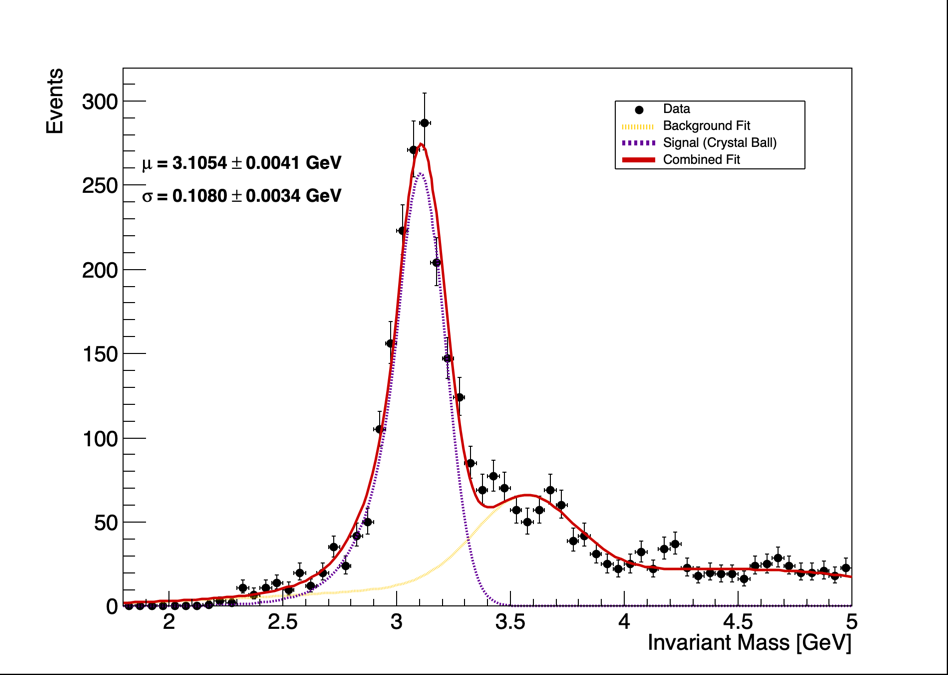 Events
300
250
200
150
100
50
0
μ = 3.1054 ± 0.0041 GeV
σ = 0.1080 ± 0.0034 GeV
Data
Background Fit
Signal (Crystal Ball)
Combined Fit
2 2.5 3 3.5 4 4.5 5
Invariant Mass [GeV]